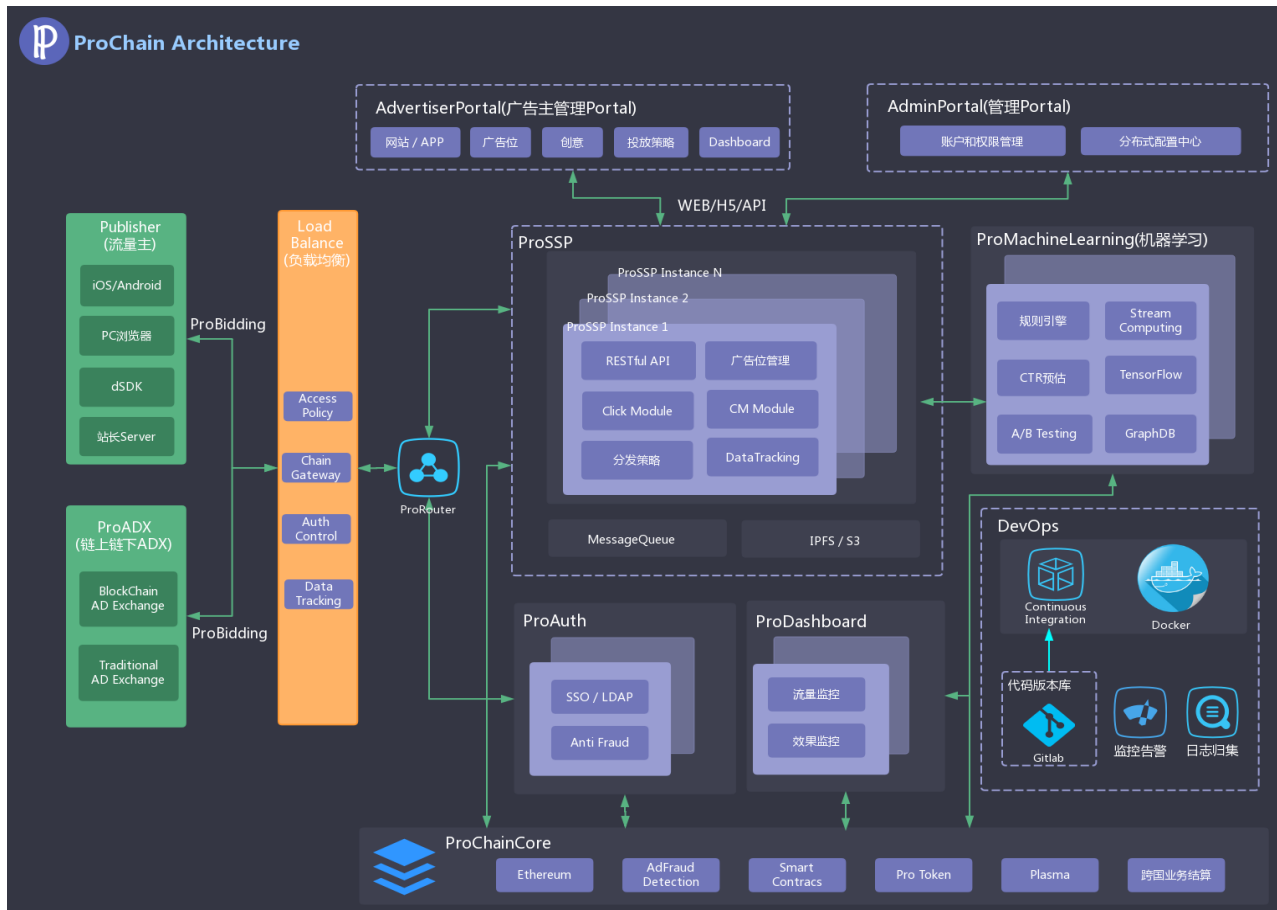 ProChain Architecture
AdvertiserPortal(广告主管理Portal)
网站 / APP
广告位
创意
投放策略
Dashboard
AdminPortal(管理Portal)
账户和权限管理
分布式配置中心
WEB/H5/API
Publisher
(流量主)
iOS/Android
PC浏览器
dSDK
站长Server
ProBidding
ProADX
(链上链下ADX)
BlockChain
AD Exchange
Traditional
AD Exchange
ProBidding
Load
Balance
(负载均衡)
Access
Policy
Chain
Gateway
Auth
Control
Data
Tracking
ProRouter
ProSSP
ProSSP Instance N
ProSSP Instance 2
ProSSP Instance 1
RESTful API
广告位管理
Click Module
CM Module
分发策略
DataTracking
MessageQueue
IPFS / S3
ProMachineLearning(机器学习)
规则引擎
Stream
Computing
CTR预估
TensorFlow
A/B Testing
GraphDB
ProAuth
SSO / LDAP
Anti Fraud
ProDashboard
流量监控
效果监控
DevOps
Continuous
Integration
Docker
代码版本库
Gitlab
监控告警
日志归集
ProChainCore
Ethereum
AdFraud
Detection
Smart
Contracs
Pro Token
Plasma
跨国业务结算